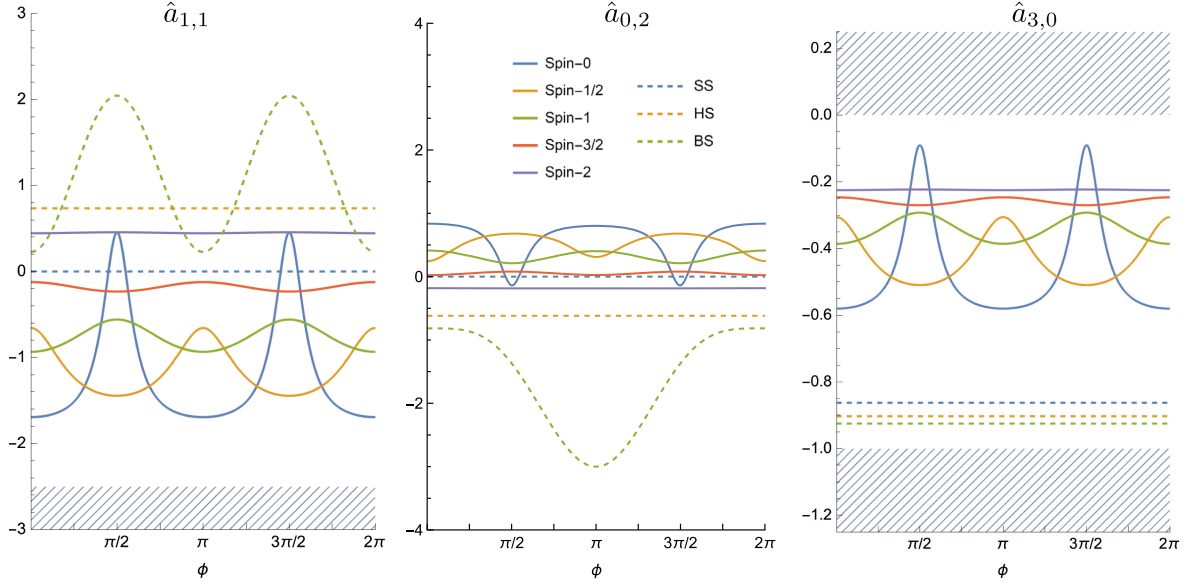 â₁,₁
3
2
1
0
−1
−2
−3
π/2
π
3π/2
2π
ϕ
â₀,₂
4
2
0
−2
−4
Spin−0
Spin−1/2
Spin−1
Spin−3/2
Spin−2
SS
HS
BS
π/2
π
3π/2
2π
ϕ
â₃,₀
0.2
0.0
−0.2
−0.4
−0.6
−0.8
−1.0
−1.2
π/2
π
3π/2
2π
ϕ